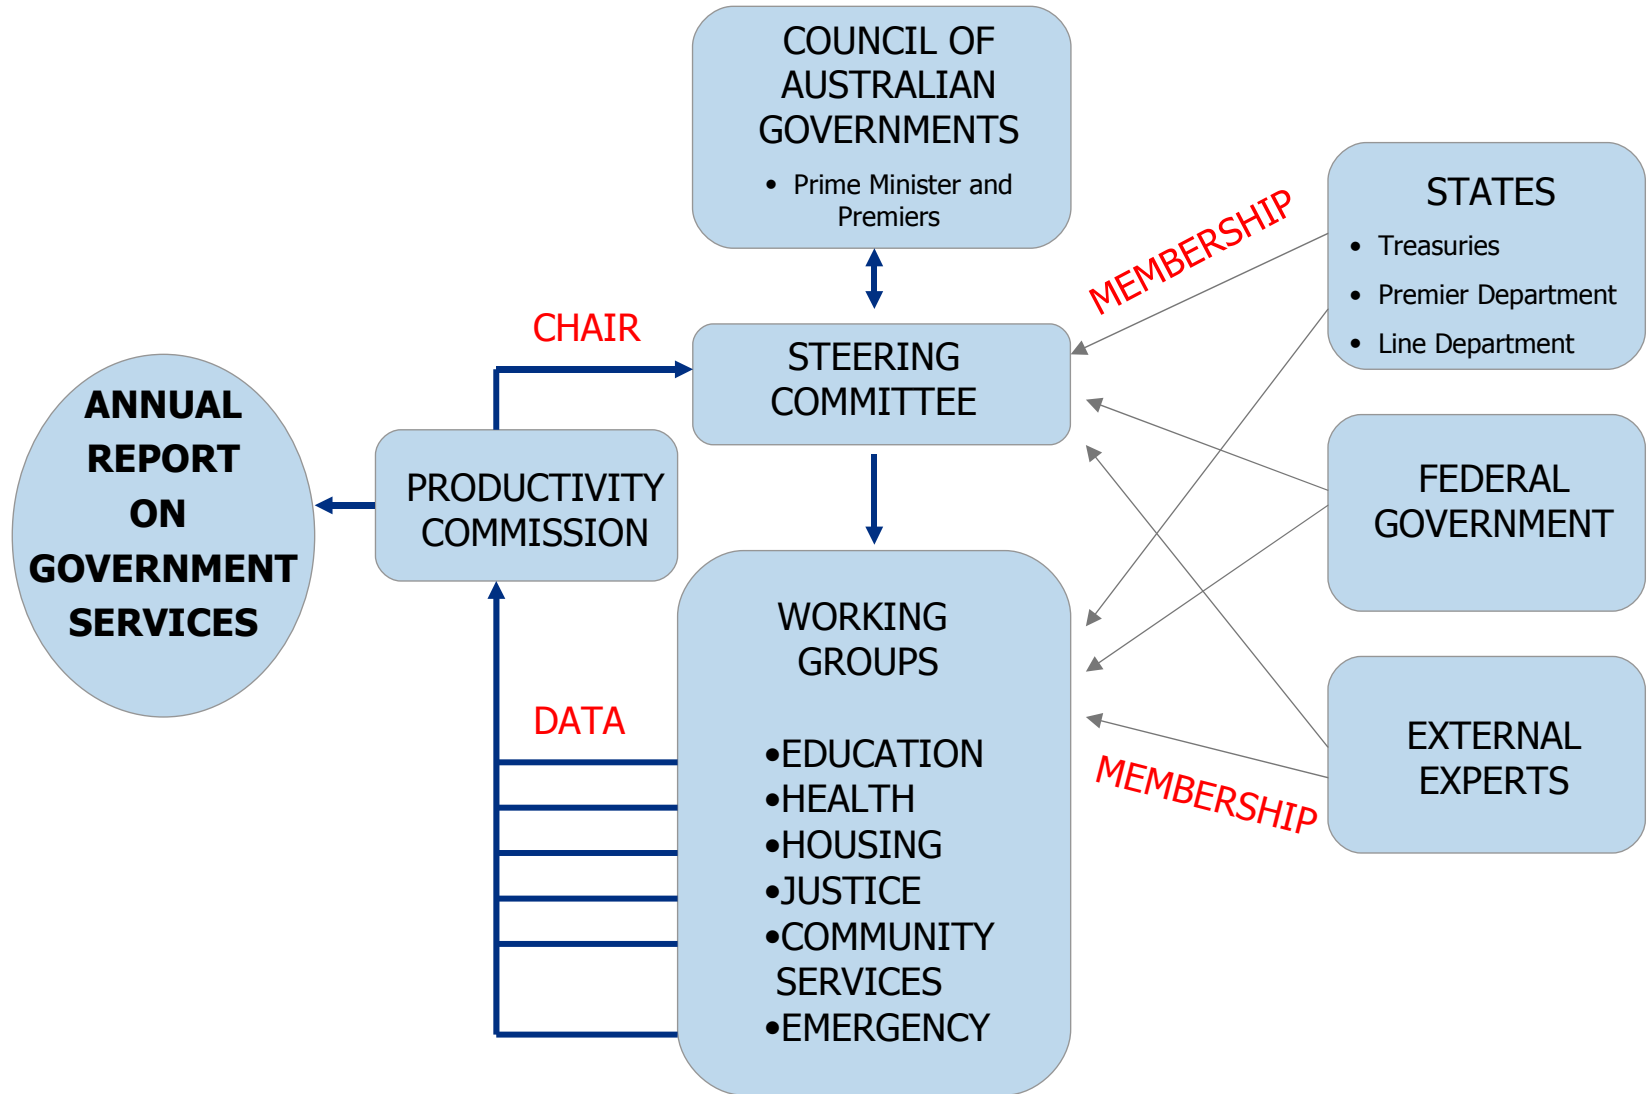 COUNCIL OF
AUSTRALIAN
GOVERNMENTS
• Prime Minister and
Premiers
STATES
• Treasuries
• Premier Department
• Line Department
MEMBERSHIP
CHAIR
STEERING
COMMITTEE
ANNUAL
REPORT
ON
GOVERNMENT
SERVICES
PRODUCTIVITY
COMMISSION
FEDERAL
GOVERNMENT
WORKING
GROUPS
•EDUCATION
•HEALTH
•HOUSING
•JUSTICE
•COMMUNITY
SERVICES
•EMERGENCY
DATA
EXTERNAL
EXPERTS
MEMBERSHIP